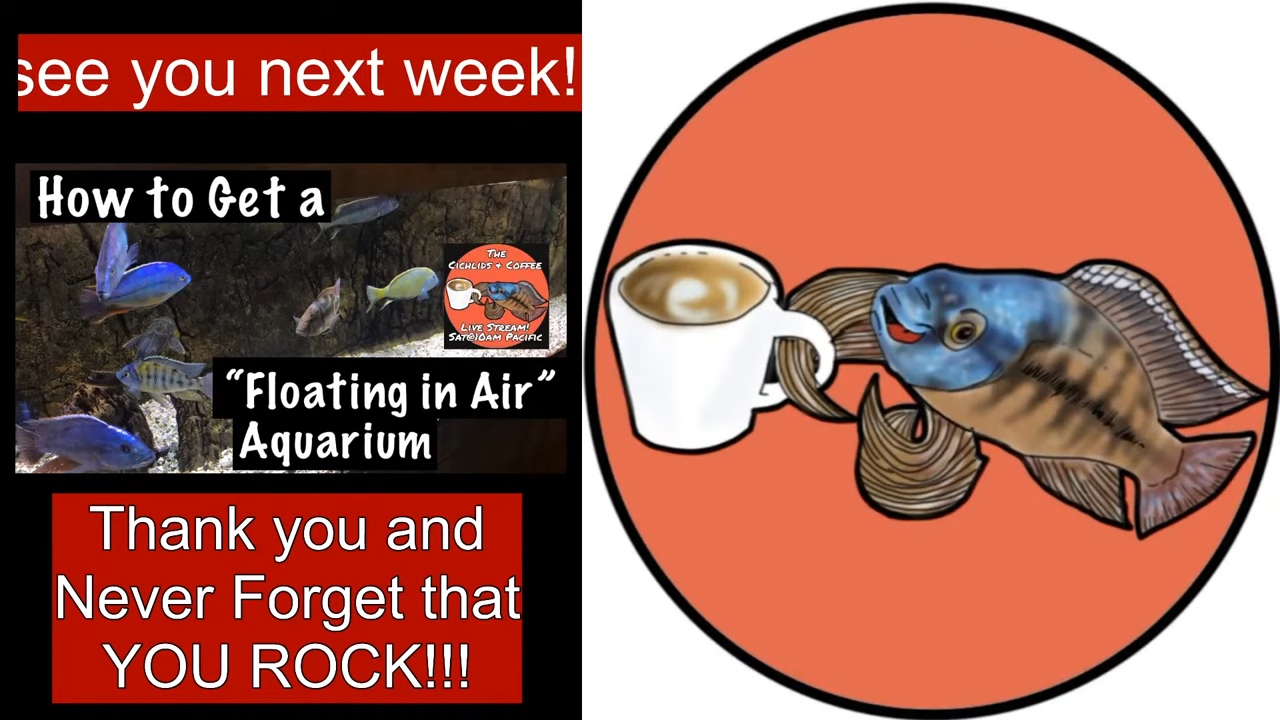 see you next week!
How to Get a
The
Cichlids & Coffee
Live Stream!
Sat@10am Pacific
“Floating in Air”
Aquarium
Thank you and
Never Forget that
YOU ROCK!!!